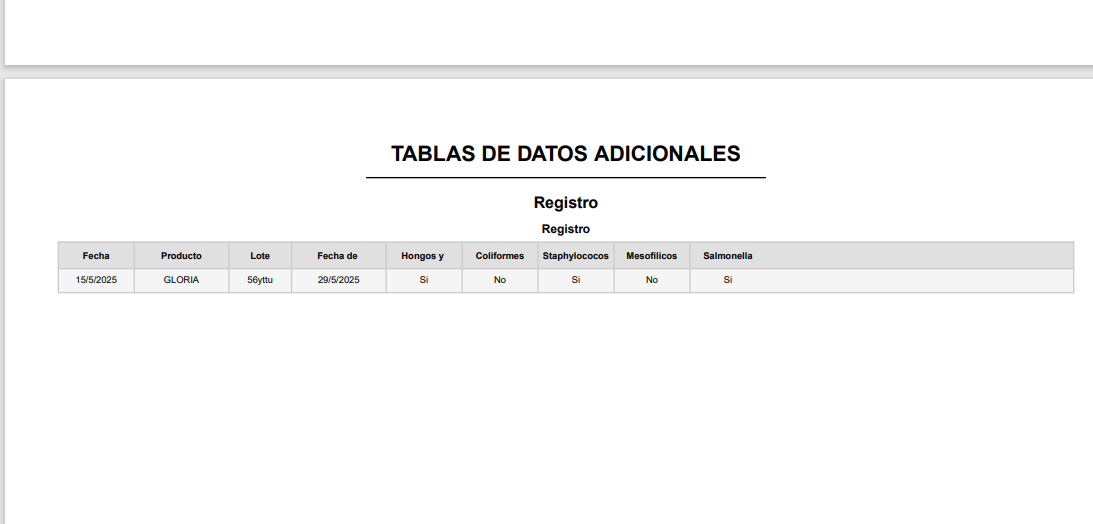 TABLAS DE DATOS ADICIONALES
Registro
Registro
Fecha Producto Lote Fecha de Hongos y Coliformes Staphylococos Mesofilicos Salmonella
15/5/2025 GLORIA 56yttu 29/5/2025 Si No Si No Si